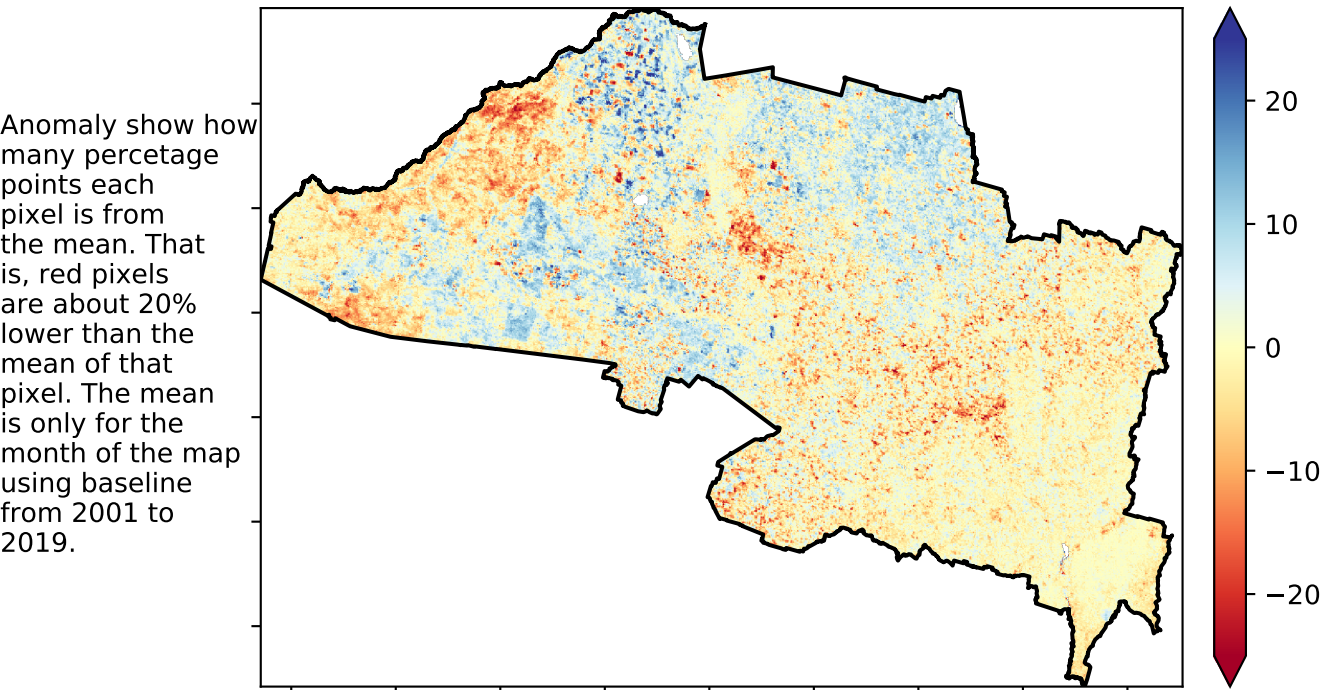 Anomaly show how
many percetage
points each
pixel is from
the mean. That
is, red pixels
are about 20%
lower than the
mean of that
pixel. The mean
is only for the
month of the map
using baseline
from 2001 to
2019.
20
10
0
−10
−20